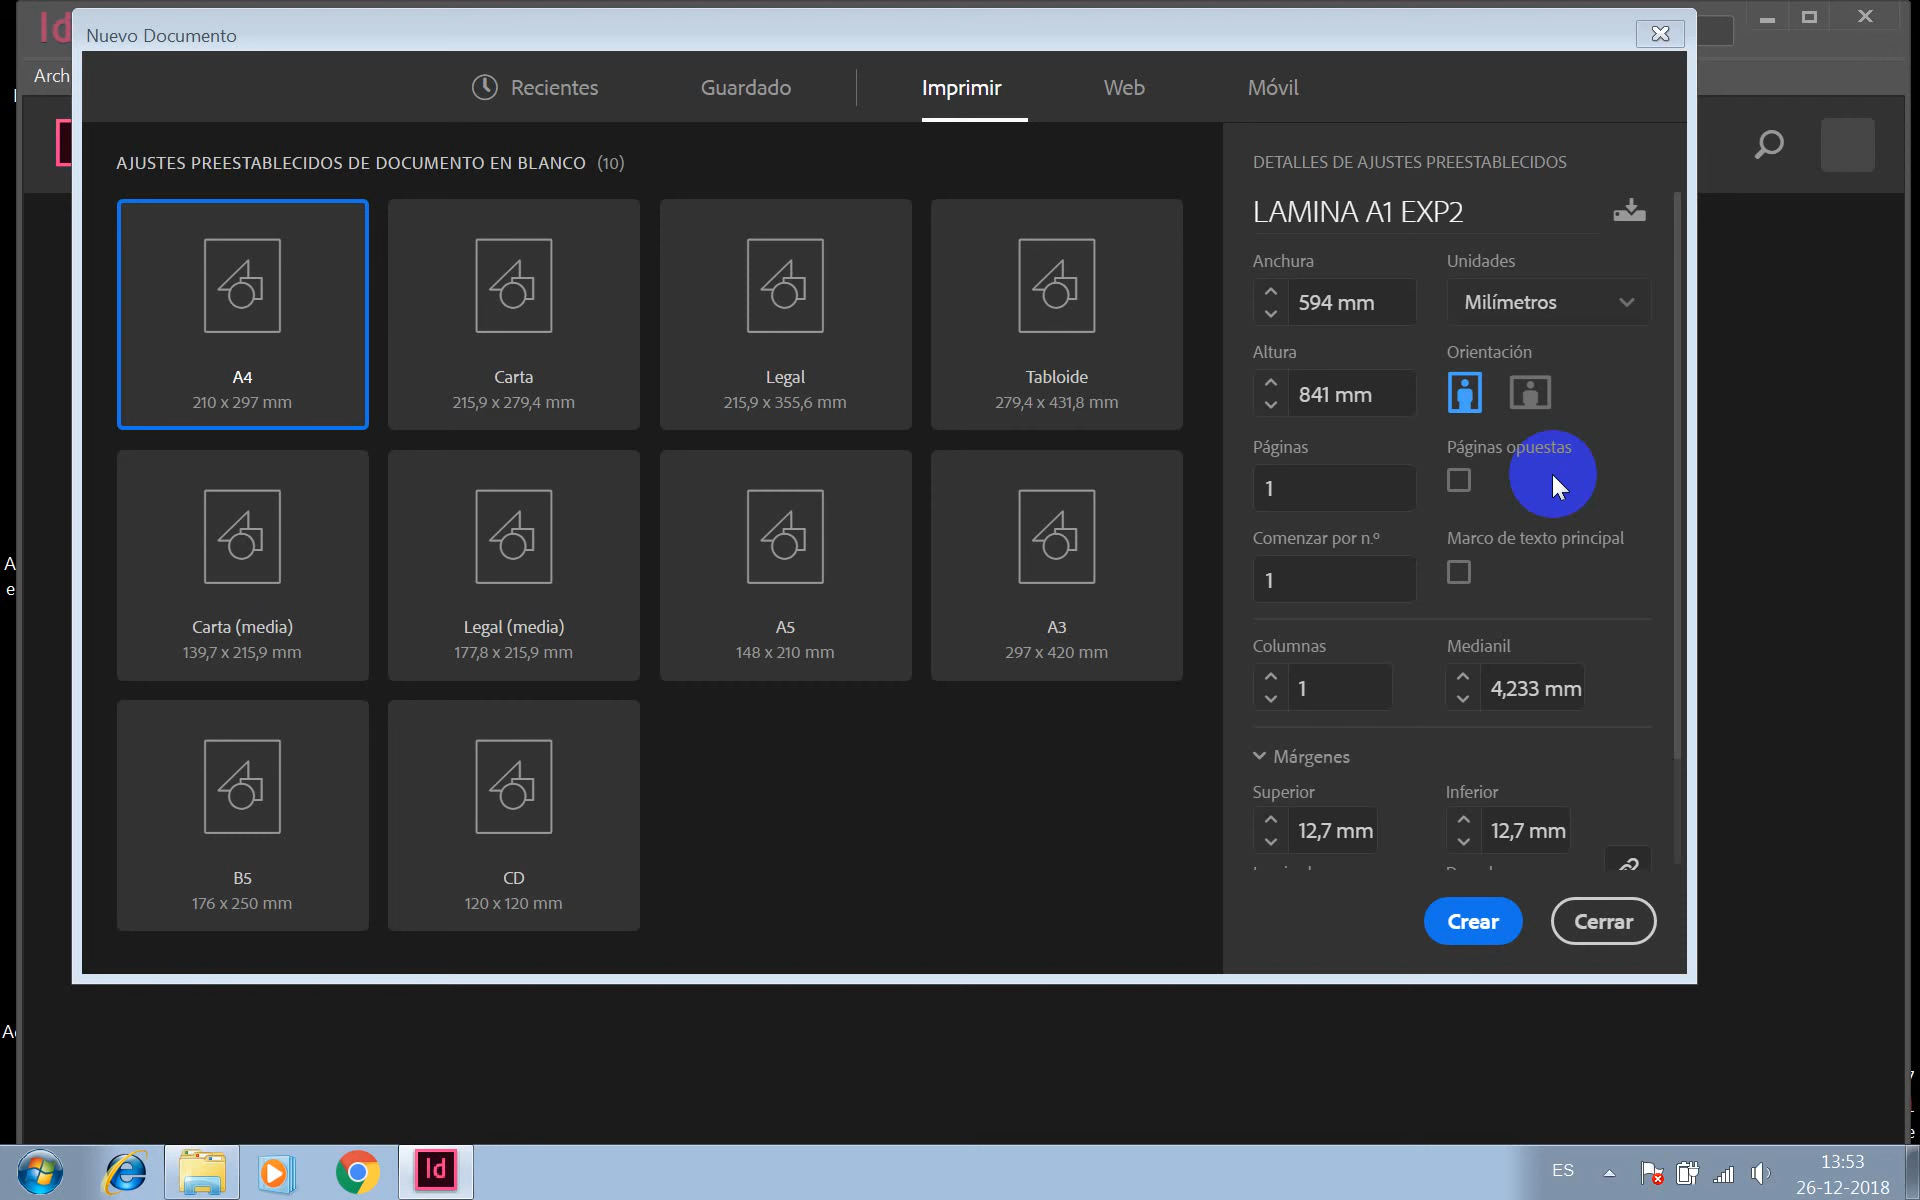 Id
Nuevo Documento
Arch
Recientes
Guardado
Imprimir
Web
Móvil
AJUSTES PREESTABLECIDOS DE DOCUMENTO EN BLANCO (10)
A4
210 x 297 mm
Carta
215,9 x 279,4 mm
Legal
215,9 x 355,6 mm
Tabloide
279,4 x 431,8 mm
Carta (media)
139,7 x 215,9 mm
Legal (media)
177,8 x 215,9 mm
A5
148 x 210 mm
A3
297 x 420 mm
B5
176 x 250 mm
CD
120 x 120 mm
DETALLES DE AJUSTES PREESTABLECIDOS
LAMINA A1 EXP2
Anchura
Unidades
594 mm
Milímetros
Altura
Orientación
841 mm
Páginas
Páginas opuestas
1
Comenzar por n.º
Marco de texto principal
1
Columnas
Medianil
1
4,233 mm
Márgenes
Superior
Inferior
12,7 mm
12,7 mm
Crear
Cerrar
A
e
Id
ES
13:53
26-12-2018